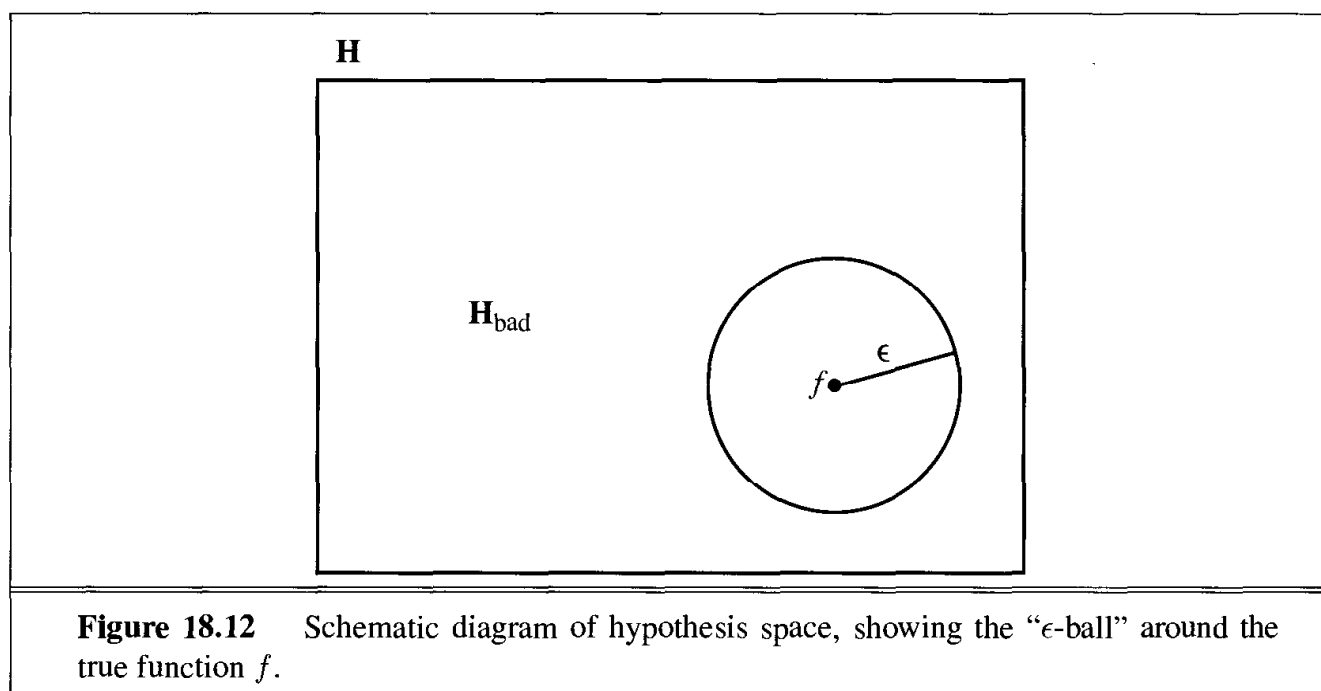 H
H_bad
ϵ
f
Figure 18.12 Schematic diagram of hypothesis space, showing the “ϵ-ball” around the
true function f.